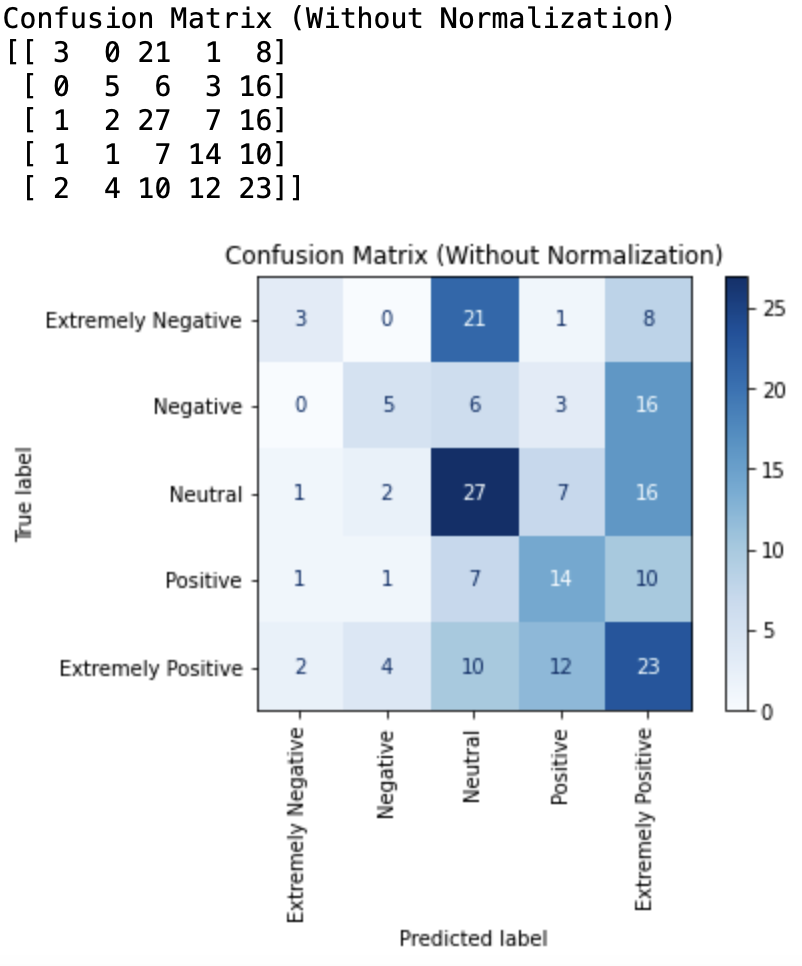 Confusion Matrix (Without Normalization)
[[ 3  0 21  1  8]
 [ 0  5  6  3 16]
 [ 1  2 27  7 16]
 [ 1  1  7 14 10]
 [ 2  4 10 12 23]]
Confusion Matrix (Without Normalization)
Extremely Negative 3 0 21 1 8
Negative 0 5 6 3 16
Neutral 1 2 27 7 16
Positive 1 1 7 14 10
Extremely Positive 2 4 10 12 23
True label
Extremely Negative
Negative
Neutral
Positive
Extremely Positive
Predicted label
25
20
15
10
5
0